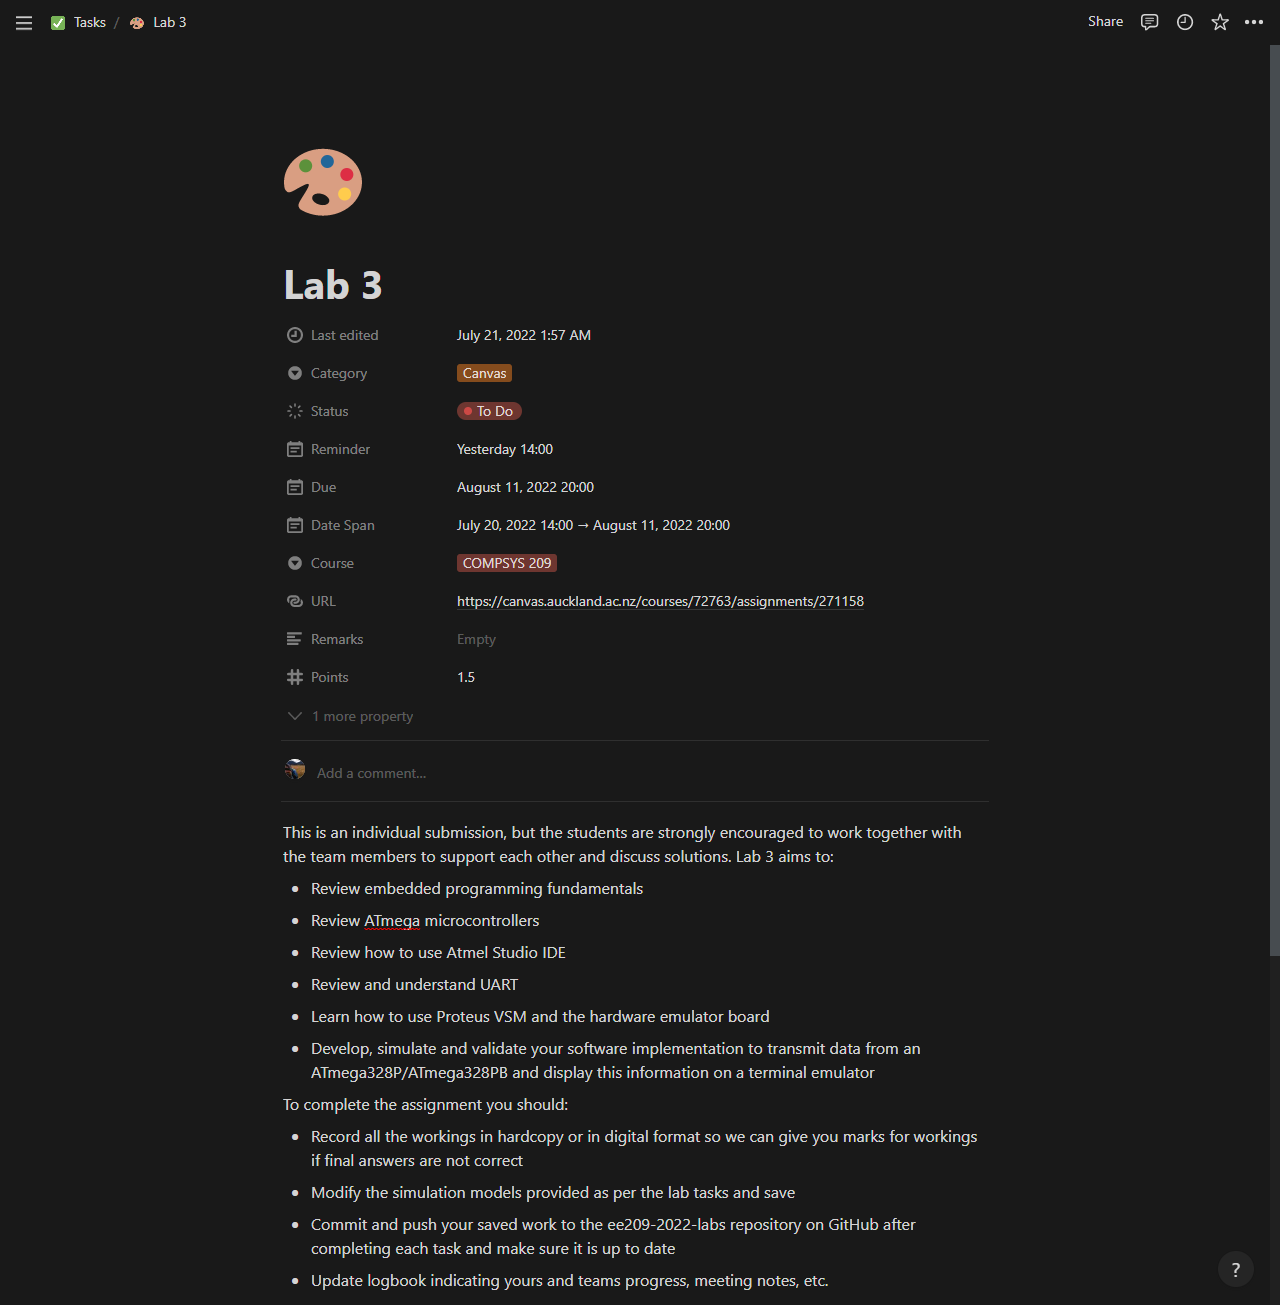 Tasks / Lab 3
Share
Lab 3
Last edited July 21, 2022 1:57 AM
Category Canvas
Status To Do
Reminder Yesterday 14:00
Due August 11, 2022 20:00
Date Span July 20, 2022 14:00 → August 11, 2022 20:00
Course COMPSYS 209
URL https://canvas.auckland.ac.nz/courses/72763/assignments/271158
Remarks Empty
Points 1.5
1 more property
Add a comment...
This is an individual submission, but the students are strongly encouraged to work together with
the team members to support each other and discuss solutions. Lab 3 aims to:
• Review embedded programming fundamentals
• Review ATmega microcontrollers
• Review how to use Atmel Studio IDE
• Review and understand UART
• Learn how to use Proteus VSM and the hardware emulator board
• Develop, simulate and validate your software implementation to transmit data from an
ATmega328P/ATmega328PB and display this information on a terminal emulator
To complete the assignment you should:
• Record all the workings in hardcopy or in digital format so we can give you marks for workings
if final answers are not correct
• Modify the simulation models provided as per the lab tasks and save
• Commit and push your saved work to the ee209-2022-labs repository on GitHub after
completing each task and make sure it is up to date
• Update logbook indicating yours and teams progress, meeting notes, etc.
?